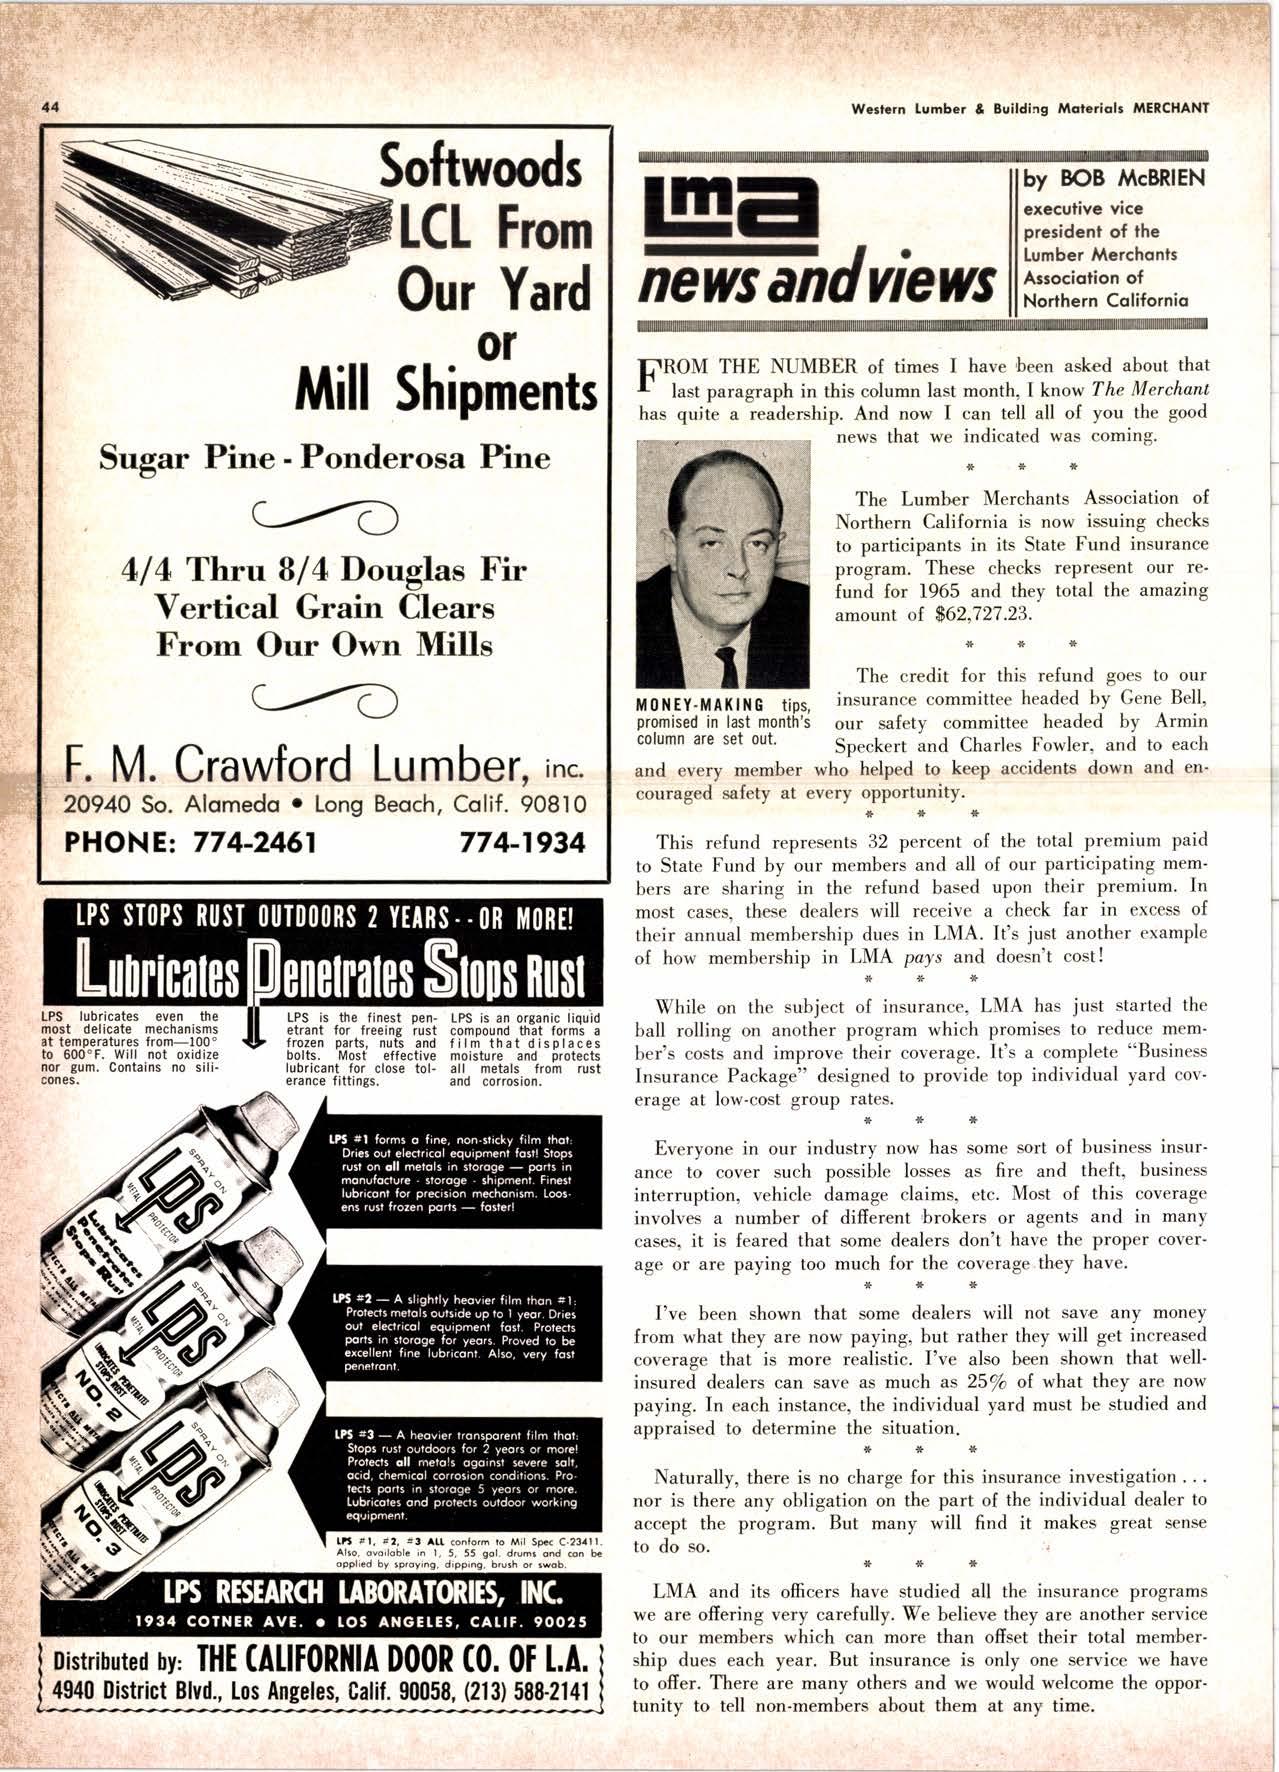 44
Western Lumber & Building Materials MERCHANT
Softwoods
LCL From
Our Yard
or
Mill Shipments
Sugar Pine - Ponderosa Pine
4/4 Thru 8/4 Douglas Fir
Vertical Grain Clears
From Our Own Mills
F. M. Crawford Lumber, inc.
20940 So. Alameda • Long Beach, Calif. 90810
PHONE: 774-2461 774-1934
LPS STOPS RUST OUTDOORS 2 YEARS--OR MORE!
Lubricates Penetrates Stops Rust
LPS lubricates even the
most delicate mechanisms
at temperatures from—100°
to 600°F. Will not oxidize
nor gum. Contains no sili-
cones.
LPS is the finest pen-
etrant for freeing rust
frozen parts, nuts and
bolts. Most effective
lubricant for close tol-
erance fittings.
LPS is an organic liquid
compound that forms a
film that displaces
moisture and protects
all metals from rust
and corrosion.
SPRAY ON
LPS
METAL PROTECTOR
Lubricates
Penetrates
Stops Rust
SPRAY ON
LPS
METAL PROTECTOR
LUBRICATES PENETRATES
STOPS RUST
NO. 2
SPRAY ON
LPS
METAL PROTECTOR
LUBRICATES PENETRATES
STOPS RUST
NO. 3
LPS #1 forms a fine, non-sticky film that:
Dries out electrical equipment fast! Stops
rust on all metals in storage — parts in
manufacture - storage - shipment. Finest
lubricant for precision mechanism. Loos-
ens rust frozen parts — faster!
LPS #2 — A slightly heavier film than #1:
Protects metals outside up to 1 year. Dries
out electrical equipment fast. Protects
parts in storage for years. Proved to be
excellent fine lubricant. Also, very fast
penetrant.
LPS #3 — A heavier transparent film that:
Stops rust outdoors for 2 years or more!
Protects all metals against severe salt,
acid, chemical corrosion conditions. Pro-
tects parts in storage 5 years or more.
Lubricates and protects outdoor working
equipment.
LPS #1, #2, #3 ALL conform to Mil Spec C-23411.
Also, available in 1, 5, 55 gal. drums and can be
applied by spraying, dipping, brush or swab.
LPS RESEARCH LABORATORIES, INC.
1934 COTNER AVE. • LOS ANGELES, CALIF. 90025
Distributed by: THE CALIFORNIA DOOR CO. OF L.A.
4940 District Blvd., Los Angeles, Calif. 90058, (213) 588-2141
lma
news and views
by BOB McBRIEN
executive vice
president of the
Lumber Merchants
Association of
Northern California
FROM THE NUMBER of times I have been asked about that
last paragraph in this column last month, I know The Merchant
has quite a readership. And now I can tell all of you the good
news that we indicated was coming.
* * *
The Lumber Merchants Association of
Northern California is now issuing checks
to participants in its State Fund insurance
program. These checks represent our re-
fund for 1965 and they total the amazing
amount of $62,727.23.
* * *
MONEY-MAKING tips,
promised in last month's
column are set out.
The credit for this refund goes to our
insurance committee headed by Gene Bell,
our safety committee headed by Armin
Speckert and Charles Fowler, and to each
and every member who helped to keep accidents down and en-
couraged safety at every opportunity.
* * *
This refund represents 32 percent of the total premium paid
to State Fund by our members and all of our participating mem-
bers are sharing in the refund based upon their premium. In
most cases, these dealers will receive a check far in excess of
their annual membership dues in LMA. It's just another example
of how membership in LMA pays and doesn't cost!
* * *
While on the subject of insurance, LMA has just started the
ball rolling on another program which promises to reduce mem-
ber's costs and improve their coverage. It's a complete "Business
Insurance Package" designed to provide top individual yard cov-
erage at low-cost group rates.
* * *
Everyone in our industry now has some sort of business insur-
ance to cover such possible losses as fire and theft, business
interruption, vehicle damage claims, etc. Most of this coverage
involves a number of different brokers or agents and in many
cases, it is feared that some dealers don't have the proper cover-
age or are paying too much for the coverage they have.
* * *
I've been shown that some dealers will not save any money
from what they are now paying, but rather they will get increased
coverage that is more realistic. I've also been shown that well-
insured dealers can save as much as 25% of what they are now
paying. In each instance, the individual yard must be studied and
appraised to determine the situation.
* * *
Naturally, there is no charge for this insurance investigation . . .
nor is there any obligation on the part of the individual dealer to
accept the program. But many will find it makes great sense
to do so.
* * *
LMA and its officers have studied all the insurance programs
we are offering very carefully. We believe they are another service
to our members which can more than offset their total member-
ship dues each year. But insurance is only one service we have
to offer. There are many others and we would welcome the oppor-
tunity to tell non-members about them at any time.